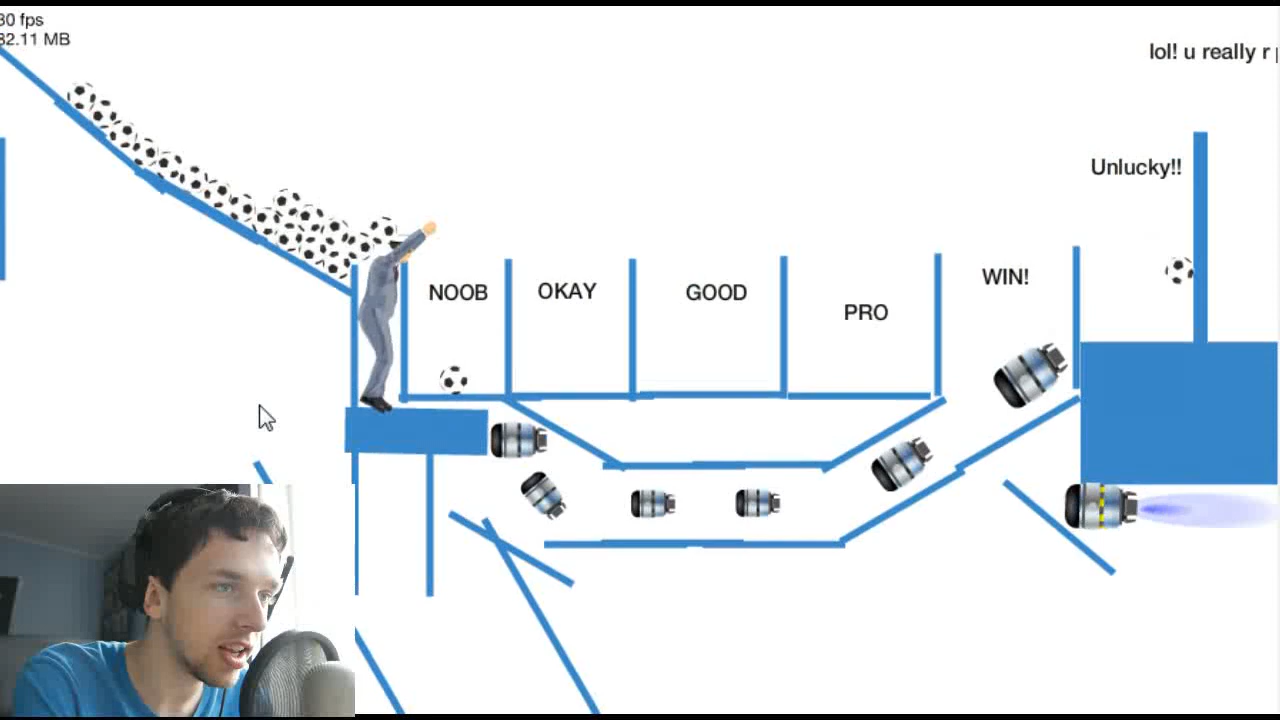 30 fps
32.11 MB
lol! u really r
Unlucky!!
NOOB
OKAY
GOOD
PRO
WIN!